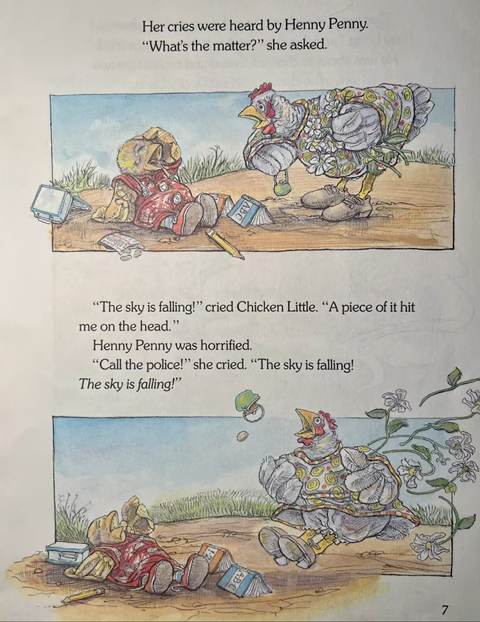 Her cries were heard by Henny Penny.
“What’s the matter?” she asked.
ABC
“The sky is falling!” cried Chicken Little. “A piece of it hit
me on the head.”
Henny Penny was horrified.
“Call the police!” she cried. “The sky is falling!
The sky is falling!”
ABC
7